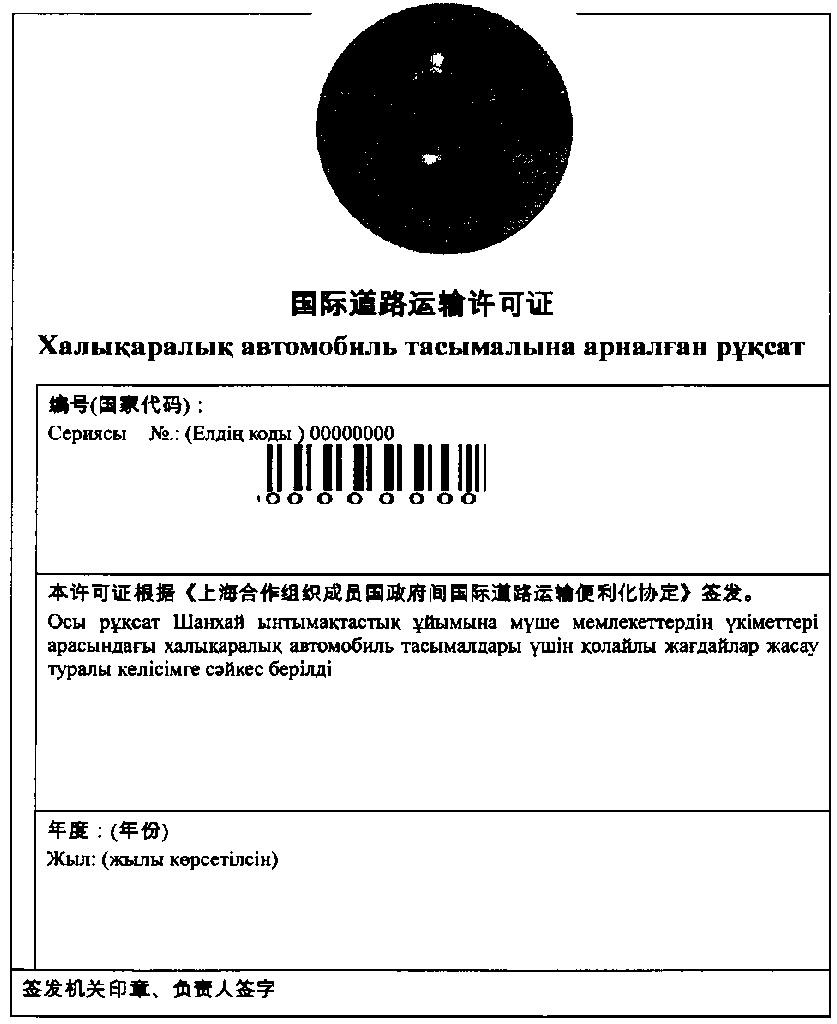 国际道路运输许可证
Халықаралық автомобиль тасымалына арналған рұқсат
编号(国家代码)：
Сериясы №.: (Елдің коды ) 00000000
00000000
本许可证根据《上海合作组织成员国政府间国际道路运输便利化协定》签发。
Осы рұқсат Шанхай ынтымақтастық ұйымына мүше мемлекеттердің үкіметтері
арасындағы халықаралық автомобиль тасымалдары үшін қолайлы жағдайлар жасау
туралы келісімге сәйкес берілді
年度：(年份)
Жыл: (жылы көрсетілсін)
签发机关印章、负责人签字